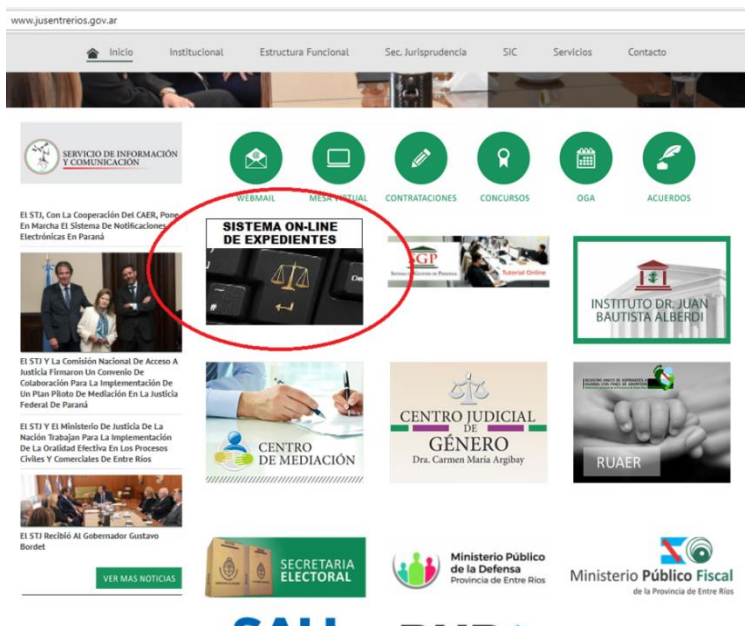 www.jusentrerios.gov.ar
Inicio
Institucional
Estructura Funcional
Sec. Jurisprudencia
SIC
Servicios
Contacto
SERVICIO DE INFORMACIÓN
Y COMUNICACIÓN
WEBMAIL
MESA VIRTUAL
CONTRATACIONES
CONCURSOS
OGA
ACUERDOS
El STJ, Con La Cooperación Del CAER, Pone
En Marcha El Sistema De Notificaciones
Electrónicas En Paraná
El STJ Y La Comisión Nacional De Acceso A
Justicia Firmaron Un Convenio De
Colaboración Para La Implementación De
Un Plan Piloto De Mediación En La Justicia
Federal De Paraná
El STJ Y El Ministerio De Justicia De La
Nación Trabajan Para La Implementación
De La Oralidad Efectiva En Los Procesos
Civiles Y Comerciales De Entre Ríos
El STJ Recibió Al Gobernador Gustavo
Bordet
VER MAS NOTICIAS
SISTEMA ON-LINE
DE EXPEDIENTES
SGP
Tutorial Online
INSTITUTO DR. JUAN
BAUTISTA ALBERDI
CENTRO
DE MEDIACIÓN
CENTRO JUDICIAL
DE
GÉNERO
Dra. Carmen María Argibay
RUAER
SECRETARIA
ELECTORAL
Ministerio Público
de la Defensa
Provincia de Entre Ríos
Ministerio Público Fiscal
de la Provincia de Entre Ríos